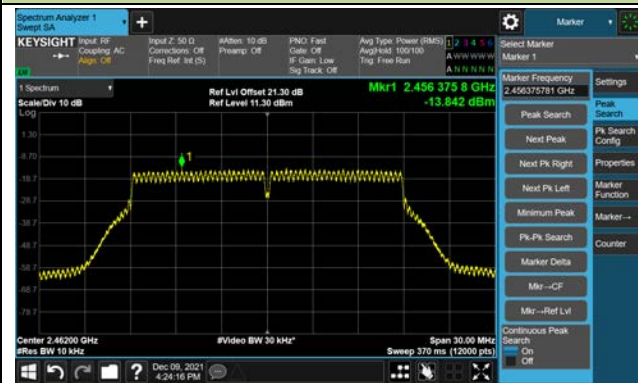 Spectrum Analyzer 1
Swept SA
KEYSIGHT
Input: RF
Coupling: AC
Align: Off
Input Z: 50 Ω
Corrections: Off
Freq Ref: Int (S)
#Atten: 10 dB
Preamp: Off
PNO: Fast
Gate: Off
IF Gain: Low
Sig Track: Off
Avg Type: Power (RMS)
Avg|Hold: 100/100
Trig: Free Run
1 2 3 4 5 6
A W W W W W
A N N N N N
1 Spectrum
Scale/Div 10 dB
Log
Ref Lvl Offset 21.30 dB
Ref Level 11.30 dBm
Mkr1 2.456 375 8 GHz
-13.842 dBm
1
1.30
-8.70
-18.7
-28.7
-38.7
-48.7
-58.7
-68.7
-78.7
Center 2.46200 GHz
#Res BW 10 kHz
#Video BW 30 kHz*
Span 30.00 MHz
Sweep 370 ms (12000 pts)
Dec 09, 2021
4:24:16 PM
Marker
Select Marker
Marker 1
Marker Frequency
2.456375781 GHz
Peak Search
Next Peak
Next Pk Right
Next Pk Left
Minimum Peak
Pk-Pk Search
Marker Delta
Mkr→CF
Mkr→Ref Lvl
Continuous Peak
Search
On
Off
Settings
Peak
Search
Pk Search
Config
Properties
Marker
Function
Marker→
Counter